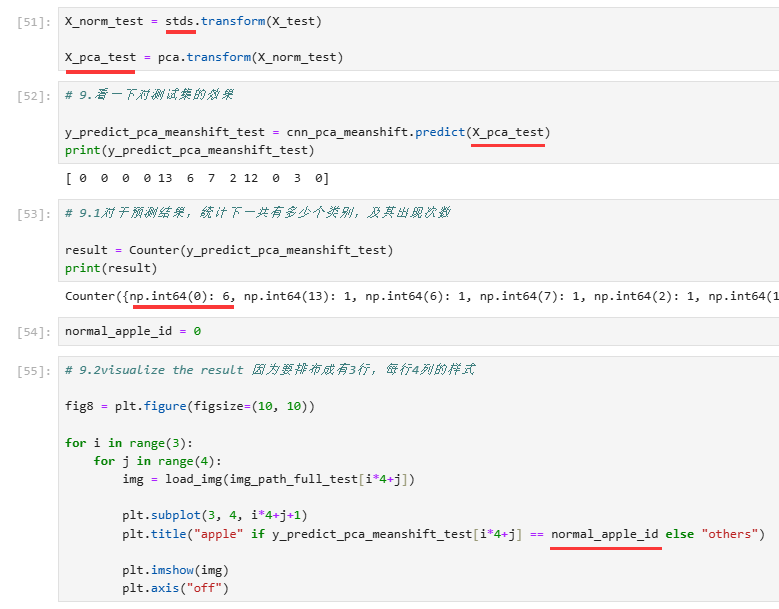 [51]: X_norm_test = stds.transform(X_test)
X_pca_test = pca.transform(X_norm_test)
[52]: # 9.看一下对测试集的效果
y_predict_pca_meanshift_test = cnn_pca_meanshift.predict(X_pca_test)
print(y_predict_pca_meanshift_test)
[ 0  0  0  0 13  6  7  2 12  0  3  0]
[53]: # 9.1对于预测结果，统计下一共有多少个类别，及其出现次数
result = Counter(y_predict_pca_meanshift_test)
print(result)
Counter({np.int64(0): 6, np.int64(13): 1, np.int64(6): 1, np.int64(7): 1, np.int64(2): 1, np.int64(1
[54]: normal_apple_id = 0
[55]: # 9.2visualize the result 因为要排布成有3行，每行4列的样式
fig8 = plt.figure(figsize=(10, 10))
for i in range(3):
for j in range(4):
img = load_img(img_path_full_test[i*4+j])
plt.subplot(3, 4, i*4+j+1)
plt.title("apple" if y_predict_pca_meanshift_test[i*4+j] == normal_apple_id else "others")
plt.imshow(img)
plt.axis("off")